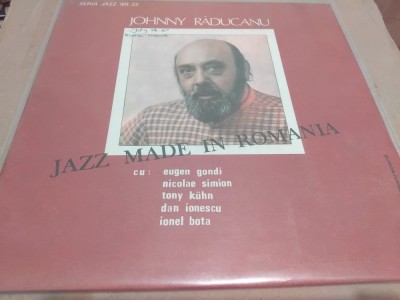 SERIA JAZZ NR. 22
JOHNNY RĂDUCANU
JAZZ MADE IN ROMANIA
cu: eugen gondi
nicolae simion
tony kühn
dan ionescu
ionel bota